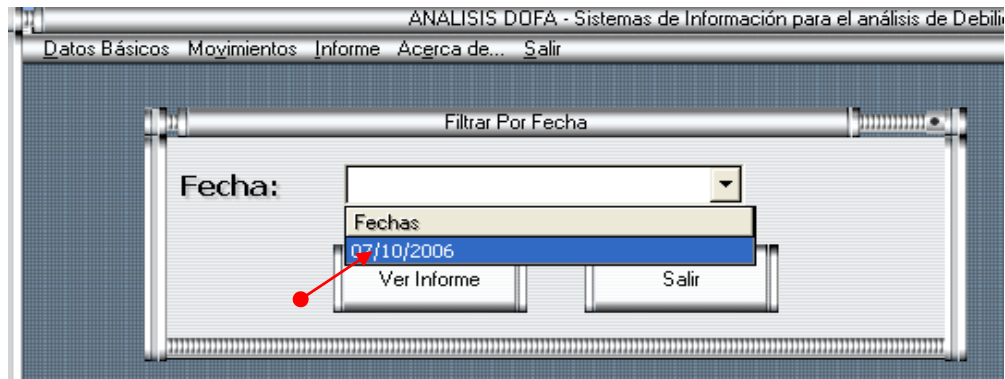 ANALISIS DOFA - Sistemas de Información para el análisis de
Datos Básicos Movimientos Informe Acerca de... Salir
Filtrar Por Fecha
Fecha:
Fechas
07/10/2006
Ver Informe Salir